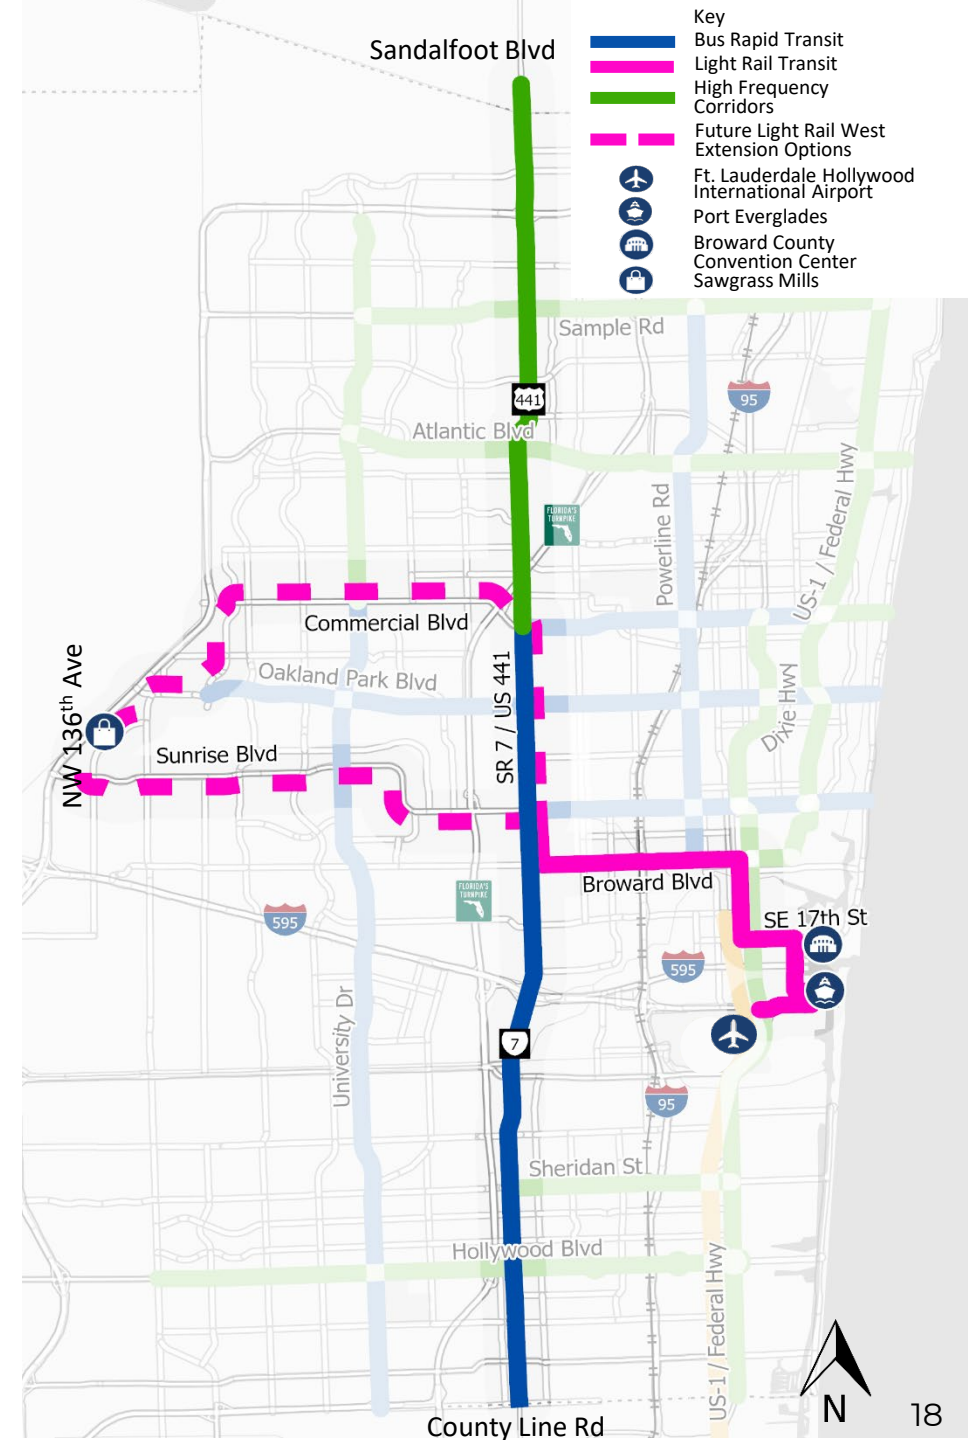 Key
Bus Rapid Transit
Light Rail Transit
High Frequency
Corridors
Future Light Rail West
Extension Options
Ft. Lauderdale Hollywood
International Airport
Port Everglades
Broward County
Convention Center
Sawgrass Mills
Sandalfoot Blvd
Sample Rd
441
95
Atlantic Blvd
US-1 / Federal Hwy
Powerline Rd
FLORIDA'S
TURNPIKE
Commercial Blvd
NW 136th Ave
Oakland Park Blvd
SR 7 / US 441
Dixie Hwy
Sunrise Blvd
Broward Blvd
FLORIDA'S
TURNPIKE
595
SE 17th St
595
University Dr
7
95
Sheridan St
Hollywood Blvd
US-1 / Federal Hwy
County Line Rd
N
18